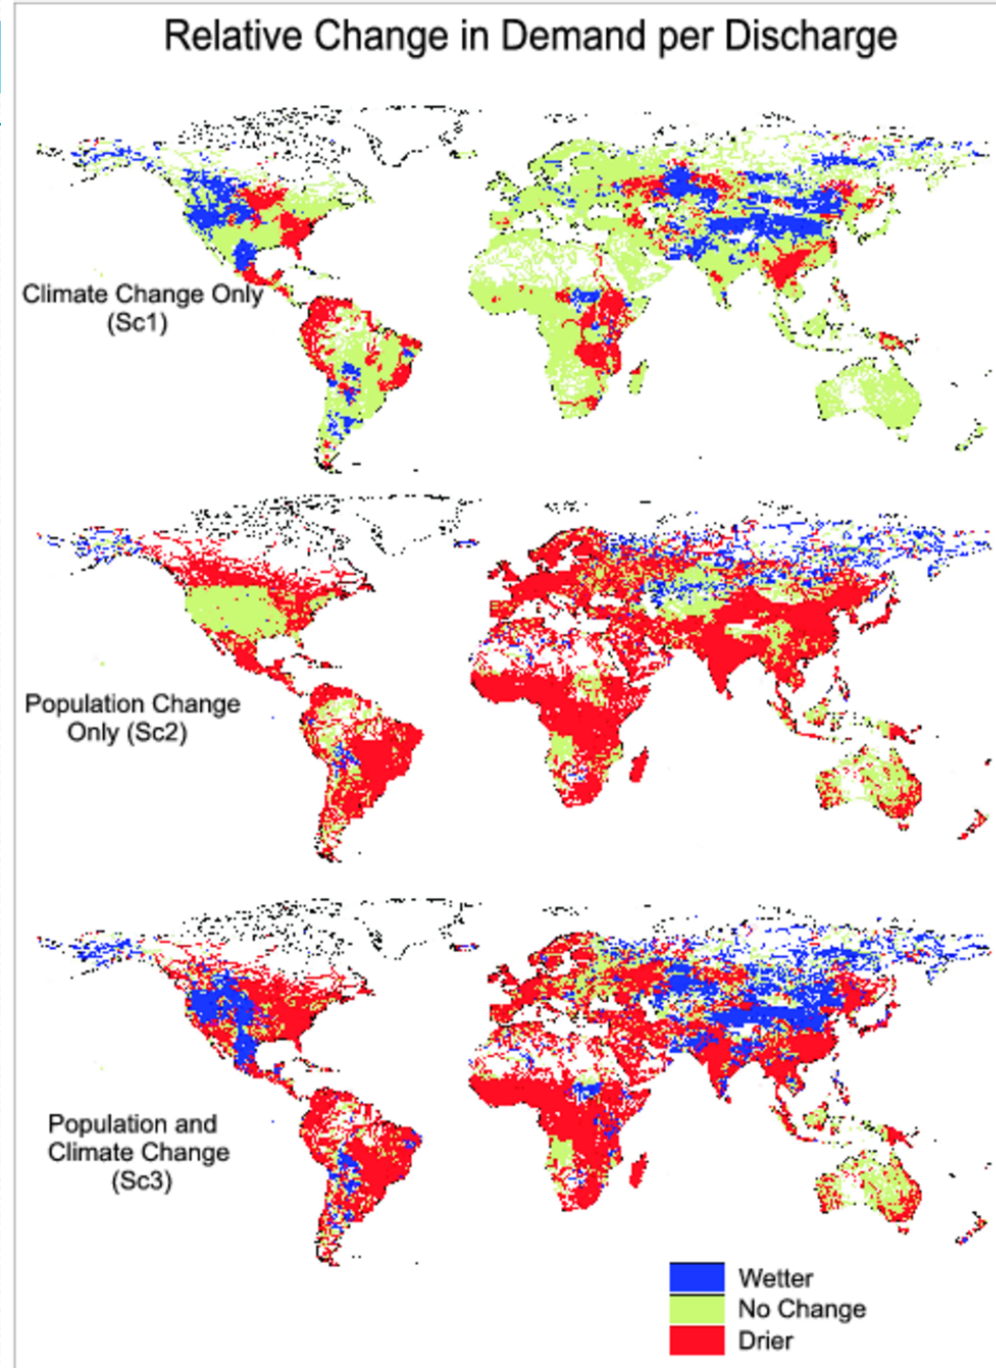 Relative Change in Demand per Discharge
Climate Change Only
(Sc1)
Population Change
Only (Sc2)
Population and
Climate Change
(Sc3)
Wetter
No Change
Drier